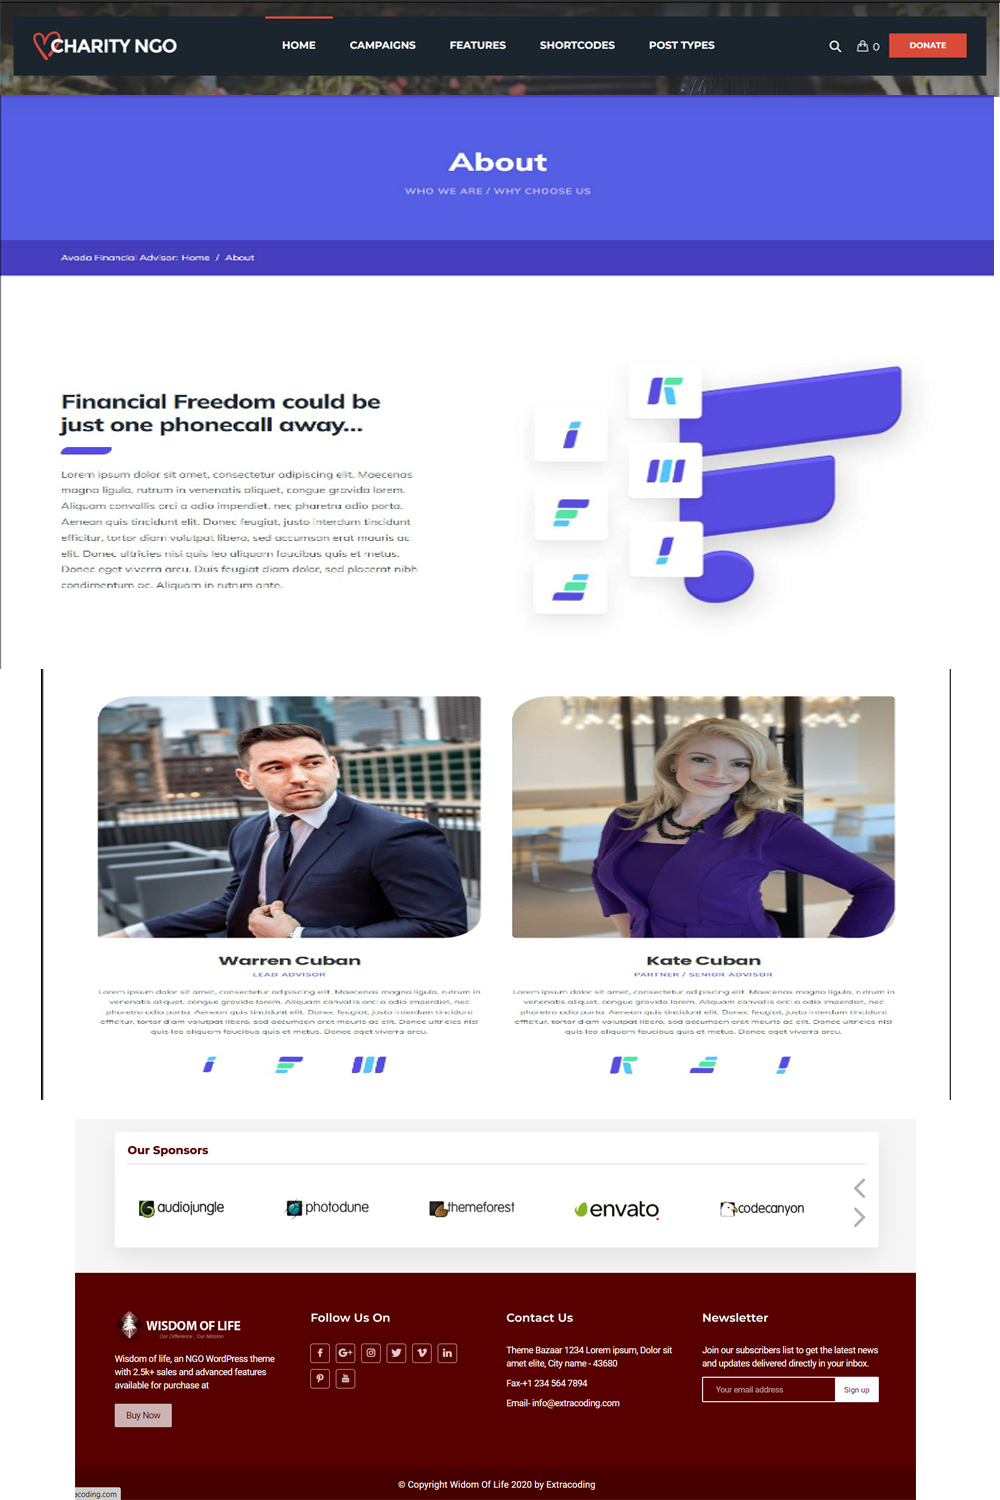 CHARITY NGO
HOME CAMPAIGNS FEATURES SHORTCODES POST TYPES
0 DONATE
About
WHO WE ARE / WHY CHOOSE US
Avada Financial Advisor: Home / About
Financial Freedom could be
just one phonecall away...
Lorem ipsum dolor sit amet, consectetur adipiscing elit. Maecenas
magna ligula, rutrum in venenatis aliquet, congue gravida lorem.
Aliquam convallis orci a odio imperdiet, nec pharetra odio porta.
Aenean quis tincidunt elit. Donec feugiat, justo interdum tincidunt
efficitur, tortor diam volutpat libero, sed accumsan erat mauris ac
elit. Donec ultricies nisi quis leo aliquam faucibus quis et metus.
Donec eget viverra arcu. Duis feugiat diam dolor, sed placerat nibh
condimentum ac. Aliquam in rutrum ante.
Warren Cuban
LEAD ADVISOR
Lorem ipsum dolor sit amet, consectetur adipiscing elit. Maecenas magna ligula, rutrum in
venenatis aliquet, congue gravida lorem. Aliquam convallis orci a odio imperdiet, nec
pharetra odio porta. Aenean quis tincidunt elit. Donec feugiat, justo interdum tincidunt
efficitur, tortor diam volutpat libero, sed accumsan erat mauris ac elit. Donec ultricies nisi
quis leo aliquam faucibus quis et metus. Donec eget viverra arcu.
Kate Cuban
PARTNER / SENIOR ADVISOR
Lorem ipsum dolor sit amet, consectetur adipiscing elit. Maecenas magna ligula, rutrum in
venenatis aliquet, congue gravida lorem. Aliquam convallis orci a odio imperdiet, nec
pharetra odio porta. Aenean quis tincidunt elit. Donec feugiat, justo interdum tincidunt
efficitur, tortor diam volutpat libero, sed accumsan erat mauris ac elit. Donec ultricies nisi
quis leo aliquam faucibus quis et metus. Donec eget viverra arcu.
Our Sponsors
audiojungle photodune themeforest envato codecanyon
WISDOM OF LIFE
Our Difference , Our Mission
Wisdom of life, an NGO WordPress theme
with 2.5k+ sales and advanced features
available for purchase at
Buy Now
Follow Us On
Contact Us
Theme Bazaar 1234 Lorem ipsum, Dolor sit
amet elite, City name - 43680
Fax-+1 234 564 7894
Email- info@extracoding.com
Newsletter
Join our subscribers list to get the latest news
and updates delivered directly in your inbox.
Your email address Sign up
© Copyright Widom Of Life 2020 by Extracoding
acoding.com